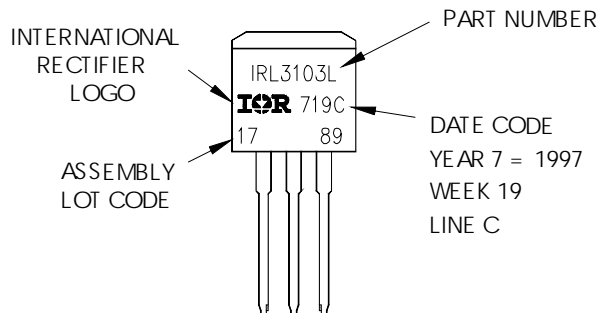 INTERNATIONAL
RECTIFIER
LOGO
PART NUMBER
IRL3103L
IOR 719C
17 89
ASSEMBLY
LOT CODE
DATE CODE
YEAR 7 = 1997
WEEK 19
LINE C